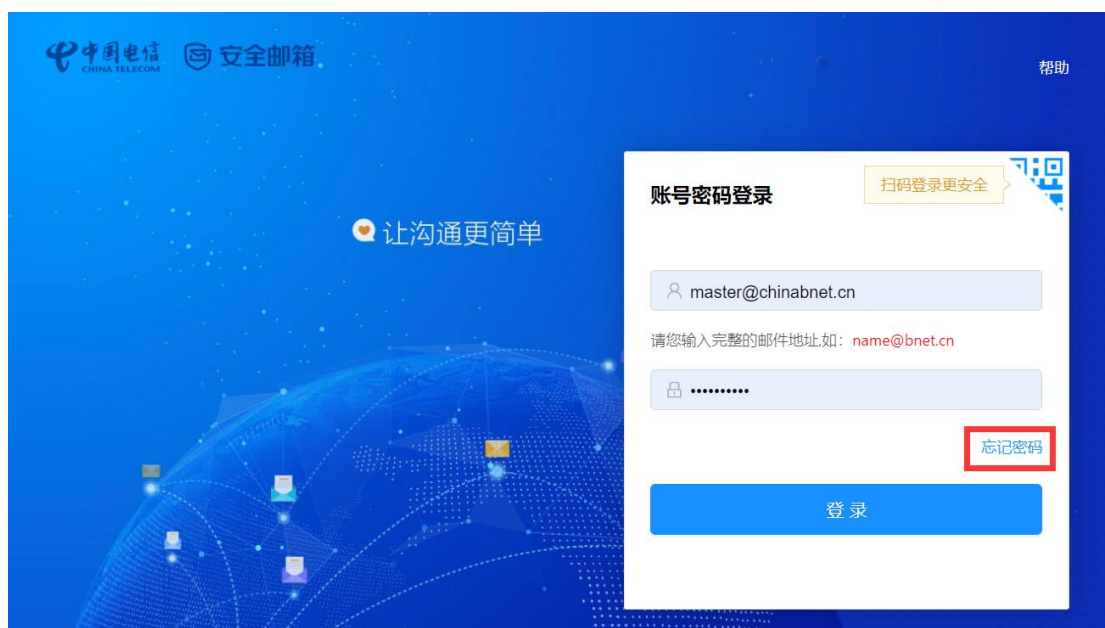 中国电信 安全邮箱
CHINA TELECOM
帮助
扫码登录更安全
账号密码登录
让沟通更简单
master@chinabnet.cn
请您输入完整的邮件地址,如：name@bnet.cn
••••••••••
忘记密码
登录